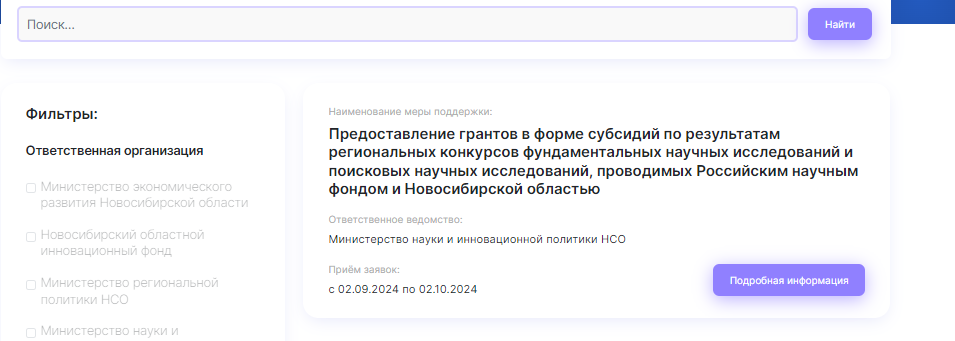 Поиск...
Найти
Фильтры:
Ответственная организация
Министерство экономического
развития Новосибирской области
Новосибирский областной
инновационный фонд
Министерство региональной
политики НСО
Министерство науки и
Наименование меры поддержки:
Предоставление грантов в форме субсидий по результатам
региональных конкурсов фундаментальных научных исследований и
поисковых научных исследований, проводимых Российским научным
фондом и Новосибирской областью
Ответственное ведомство:
Министерство науки и инновационной политики НСО
Приём заявок:
с 02.09.2024 по 02.10.2024
Подробная информация